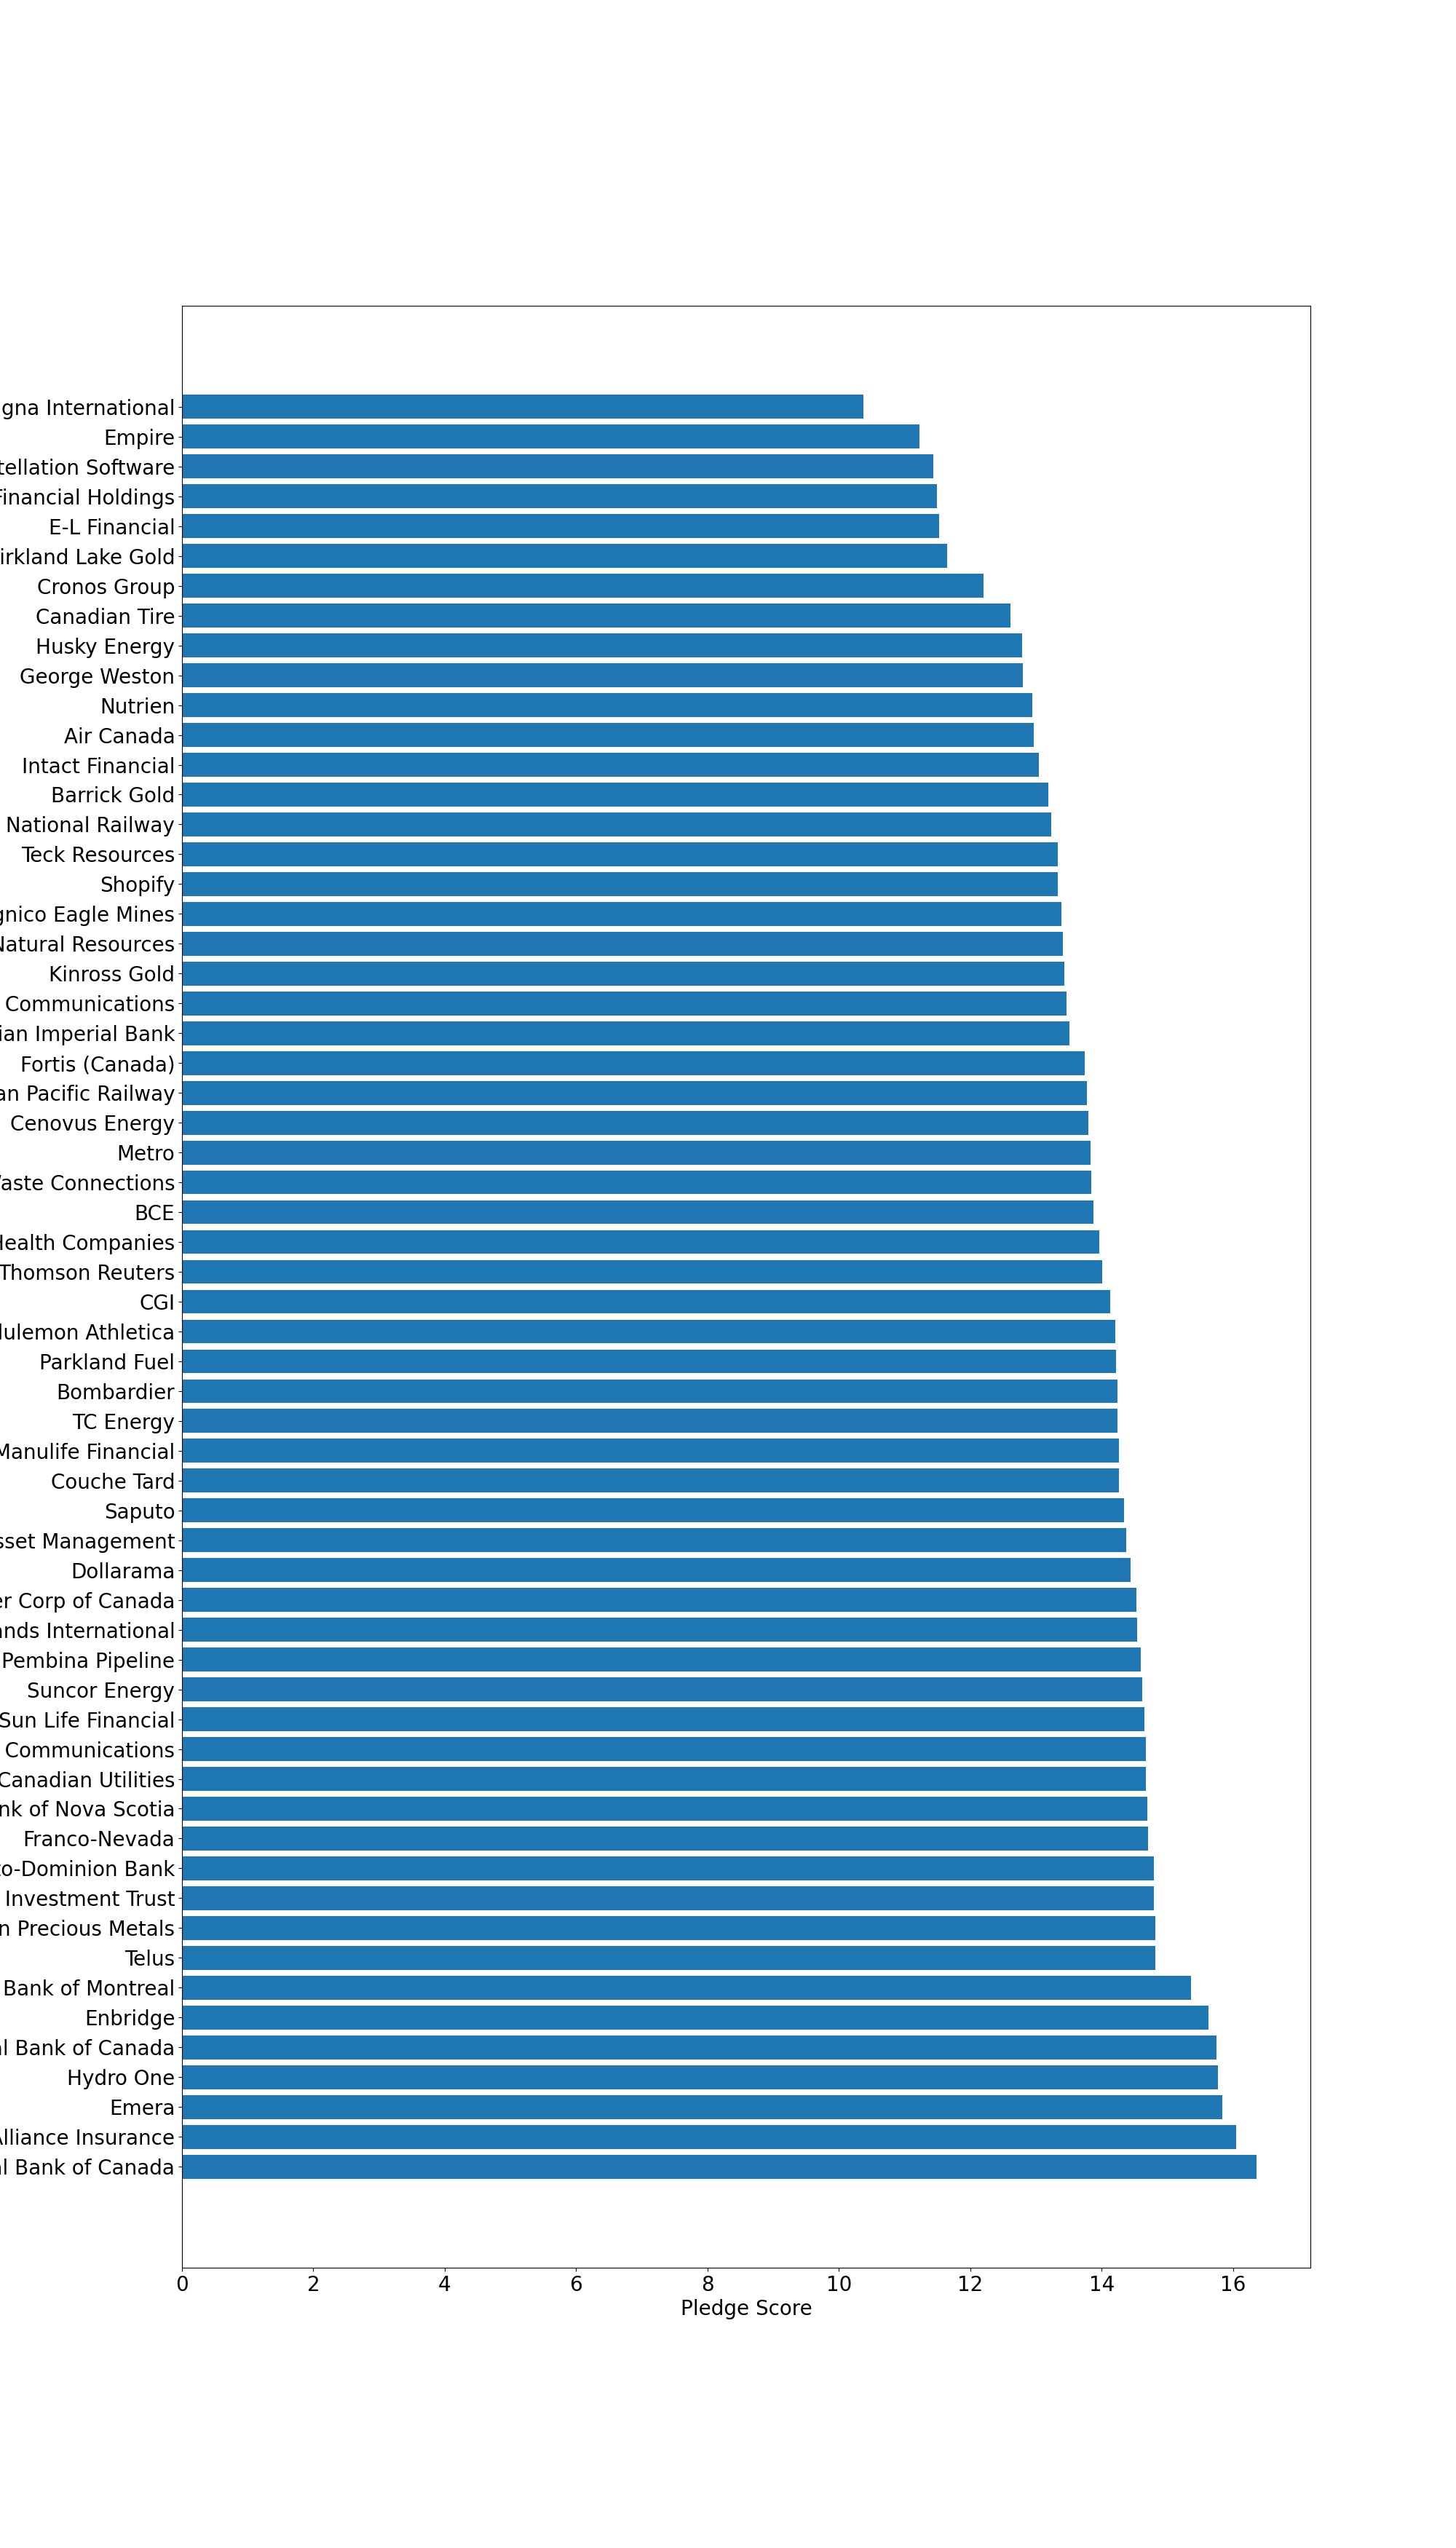 gna International
Empire
tellation Software
Financial Holdings
E-L Financial
irkland Lake Gold
Cronos Group
Canadian Tire
Husky Energy
George Weston
Nutrien
Air Canada
Intact Financial
Barrick Gold
National Railway
Teck Resources
Shopify
gnico Eagle Mines
Natural Resources
Kinross Gold
Communications
ian Imperial Bank
Fortis (Canada)
an Pacific Railway
Cenovus Energy
Metro
Waste Connections
BCE
Health Companies
Thomson Reuters
CGI
lulemon Athletica
Parkland Fuel
Bombardier
TC Energy
Manulife Financial
Couche Tard
Saputo
sset Management
Dollarama
er Corp of Canada
ands International
Pembina Pipeline
Suncor Energy
Sun Life Financial
Communications
Canadian Utilities
nk of Nova Scotia
Franco-Nevada
to-Dominion Bank
Investment Trust
n Precious Metals
Telus
Bank of Montreal
Enbridge
al Bank of Canada
Hydro One
Emera
Alliance Insurance
al Bank of Canada
0 2 4 6 8 10 12 14 16
Pledge Score